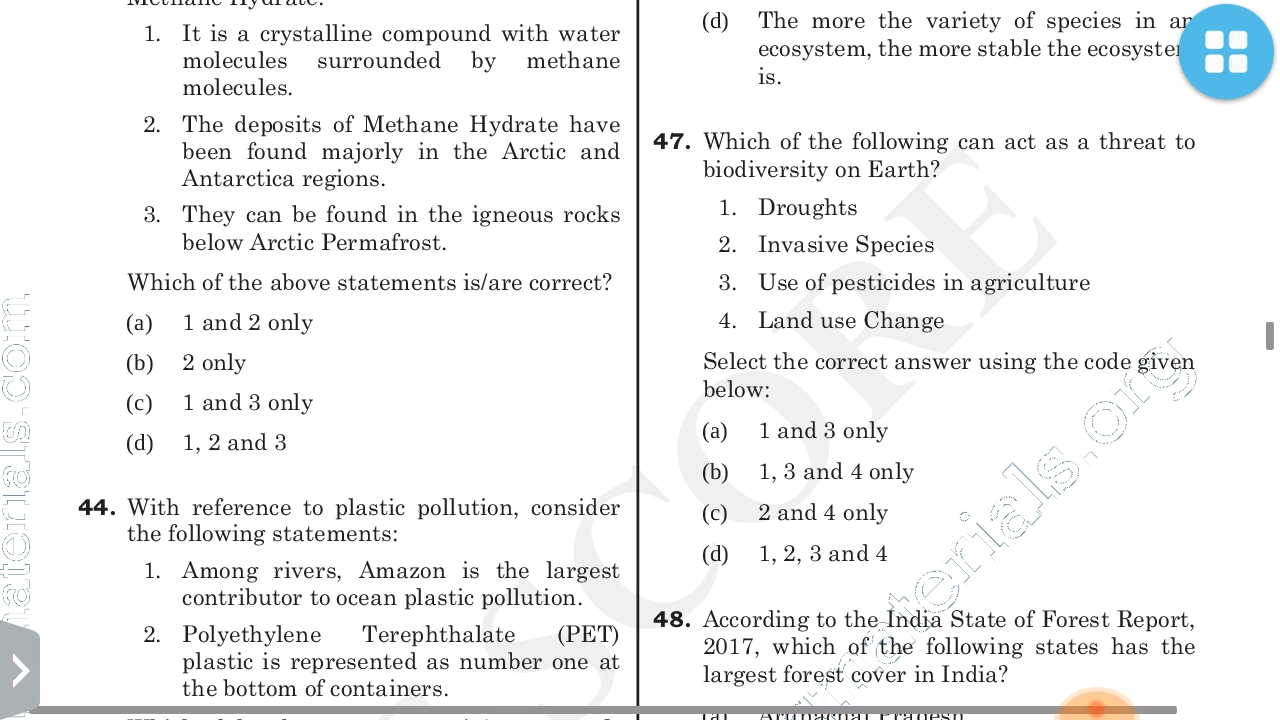 Methane Hydrate:
1. It is a crystalline compound with water
molecules surrounded by methane
molecules.
2. The deposits of Methane Hydrate have
been found majorly in the Arctic and
Antarctica regions.
3. They can be found in the igneous rocks
below Arctic Permafrost.
Which of the above statements is/are correct?
(a) 1 and 2 only
(b) 2 only
(c) 1 and 3 only
(d) 1, 2 and 3
44. With reference to plastic pollution, consider
the following statements:
1. Among rivers, Amazon is the largest
contributor to ocean plastic pollution.
2. Polyethylene Terephthalate (PET)
plastic is represented as number one at
the bottom of containers.
(d) The more the variety of species in an
ecosystem, the more stable the ecosystem
is.
47. Which of the following can act as a threat to
biodiversity on Earth?
1. Droughts
2. Invasive Species
3. Use of pesticides in agriculture
4. Land use Change
Select the correct answer using the code given
below:
(a) 1 and 3 only
(b) 1, 3 and 4 only
(c) 2 and 4 only
(d) 1, 2, 3 and 4
48. According to the India State of Forest Report,
2017, which of the following states has the
largest forest cover in India?
(a) Arunachal Pradesh
SCORE
materials.com
materials.org